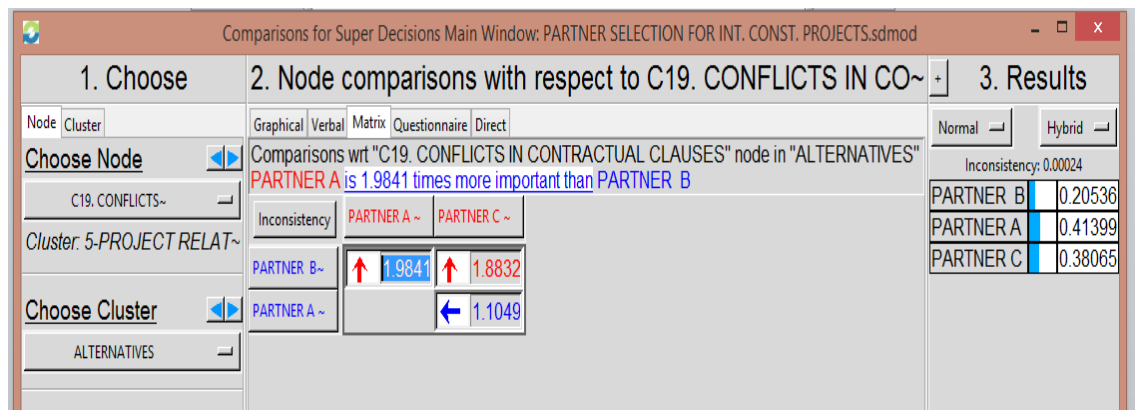 Comparisons for Super Decisions Main Window: PARTNER SELECTION FOR INT. CONST. PROJECTS.sdmod
1. Choose
Node Cluster
Choose Node
C19. CONFLICTS~
Cluster: 5-PROJECT RELAT~
Choose Cluster
ALTERNATIVES
2. Node comparisons with respect to C19. CONFLICTS IN CO~
Graphical Verbal Matrix Questionnaire Direct
Comparisons wrt "C19. CONFLICTS IN CONTRACTUAL CLAUSES" node in "ALTERNATIVES"
PARTNER A is 1.9841 times more important than PARTNER B
Inconsistency PARTNER A ~ PARTNER C ~
PARTNER B~ 1.9841 1.8832
PARTNER A ~ 1.1049
+ 3. Results
Normal Hybrid
Inconsistency: 0.00024
PARTNER B 0.20536
PARTNER A 0.41399
PARTNER C 0.38065